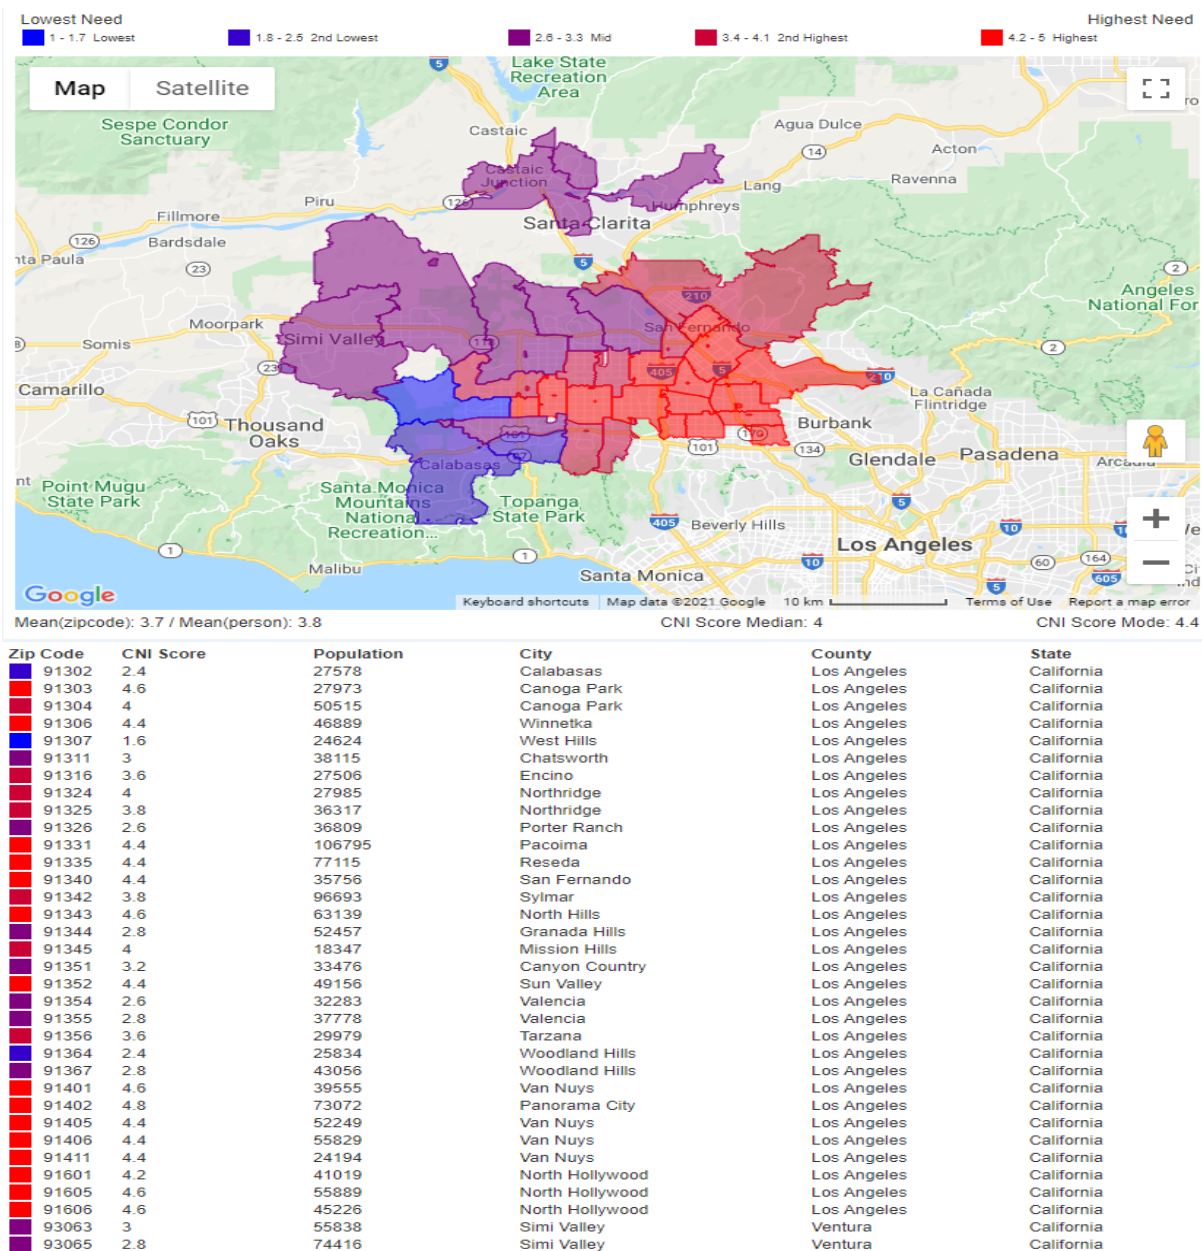 Lowest Need Highest Need
1 - 1.7 Lowest 1.8 - 2.5 2nd Lowest 2.6 - 3.3 Mid 3.4 - 4.1 2nd Highest 4.2 - 5 Highest
Map Satellite
Lake State
Recreation
Area
Sespe Condor
Sanctuary
Castaic
Agua Dulce
Acton
Castaic
Junction
Lang
Ravenna
Piru
Humphreys
Fillmore
Santa Clarita
Bardsdale
nta Paula
Angeles
National For
Moorpark
San Fernando
Somis
Simi Valle
Camarillo
La Cañada
Flintridge
Thousand
Oaks
Burbank
Glendale
Pasadena
Arcadia
Calabasas
nt
Point Mugu
State Park
Santa Monica
Mountains
National
Recreation...
Topanga
State Park
Beverly Hills
Los Angeles
Malibu
Santa Monica
Google
Keyboard shortcuts Map data ©2021 Google 10 km Terms of Use Report a map error
Mean(zipcode): 3.7 / Mean(person): 3.8 CNI Score Median: 4 CNI Score Mode: 4.4
Zip Code CNI Score Population City County State
91302 2.4 27578 Calabasas Los Angeles California
91303 4.6 27973 Canoga Park Los Angeles California
91304 4 50515 Canoga Park Los Angeles California
91306 4.4 46889 Winnetka Los Angeles California
91307 1.6 24624 West Hills Los Angeles California
91311 3 38115 Chatsworth Los Angeles California
91316 3.6 27506 Encino Los Angeles California
91324 4 27985 Northridge Los Angeles California
91325 3.8 36317 Northridge Los Angeles California
91326 2.6 36809 Porter Ranch Los Angeles California
91331 4.4 106795 Pacoima Los Angeles California
91335 4.4 77115 Reseda Los Angeles California
91340 4.4 35756 San Fernando Los Angeles California
91342 3.8 96693 Sylmar Los Angeles California
91343 4.6 63139 North Hills Los Angeles California
91344 2.8 52457 Granada Hills Los Angeles California
91345 4 18347 Mission Hills Los Angeles California
91351 3.2 33476 Canyon Country Los Angeles California
91352 4.4 49156 Sun Valley Los Angeles California
91354 2.6 32283 Valencia Los Angeles California
91355 2.8 37778 Valencia Los Angeles California
91356 3.6 29979 Tarzana Los Angeles California
91364 2.4 25834 Woodland Hills Los Angeles California
91367 2.8 43056 Woodland Hills Los Angeles California
91401 4.6 39555 Van Nuys Los Angeles California
91402 4.8 73072 Panorama City Los Angeles California
91405 4.4 52249 Van Nuys Los Angeles California
91406 4.4 55829 Van Nuys Los Angeles California
91411 4.4 24194 Van Nuys Los Angeles California
91601 4.2 41019 North Hollywood Los Angeles California
91605 4.6 55889 North Hollywood Los Angeles California
91606 4.6 45226 North Hollywood Los Angeles California
93063 3 55838 Simi Valley Ventura California
93065 2.8 74416 Simi Valley Ventura California